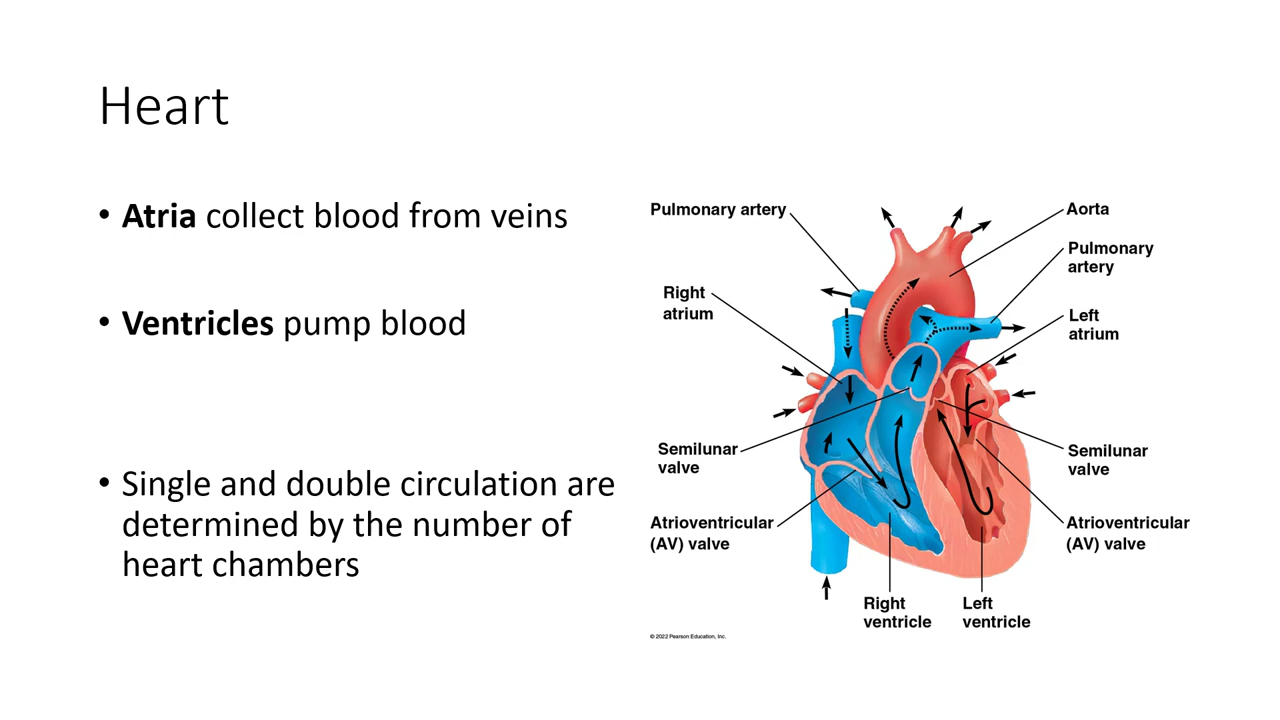 Heart
• Atria collect blood from veins
• Ventricles pump blood
• Single and double circulation are
determined by the number of
heart chambers
Pulmonary artery
Right
atrium
Semilunar
valve
Atrioventricular
(AV) valve
Right
ventricle
Left
ventricle
Aorta
Pulmonary
artery
Left
atrium
Semilunar
valve
Atrioventricular
(AV) valve
© 2022 Pearson Education, Inc.